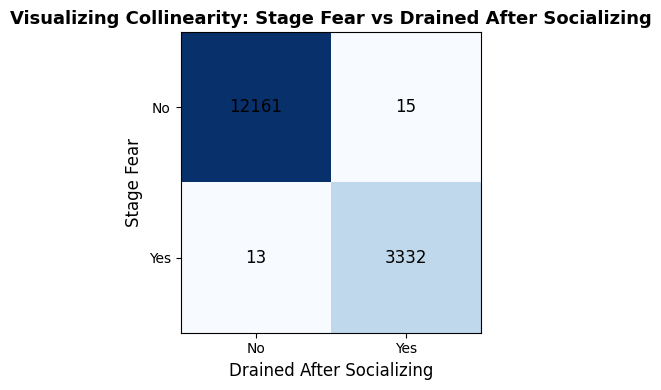 Visualizing Collinearity: Stage Fear vs Drained After Socializing
Stage Fear
No
12161
15
Yes
13
3332
No
Yes
Drained After Socializing